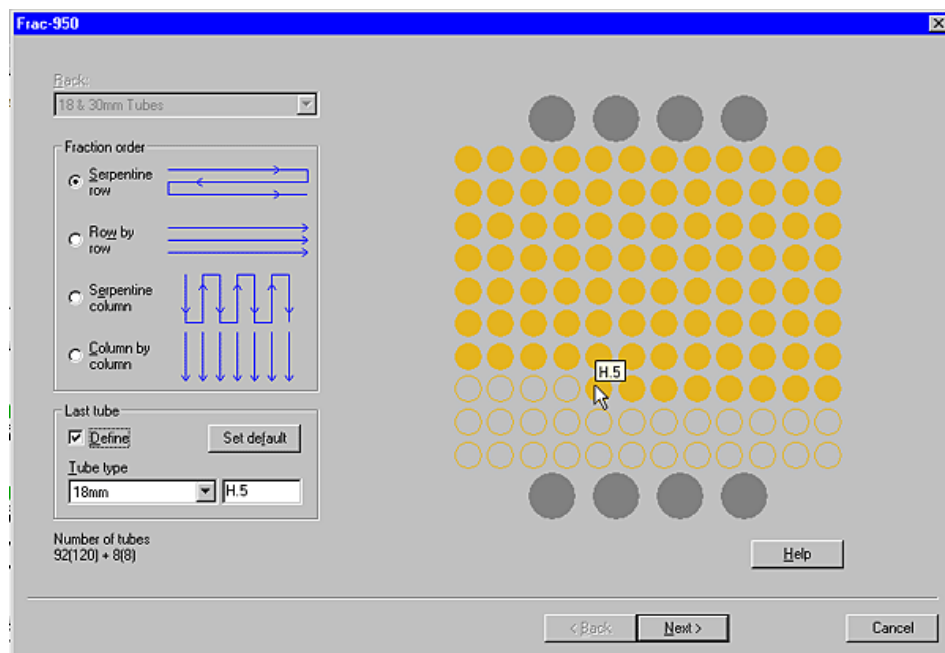 Frac-950
Rack:
18 & 30mm Tubes
Fraction order
Serpentine
row
Row by
row
Serpentine
column
Column by
column
Last tube
Define
Set default
Tube type
18mm
H.5
Number of tubes
92(120) + 8(8)
H.5
Help
< Back
Next >
Cancel